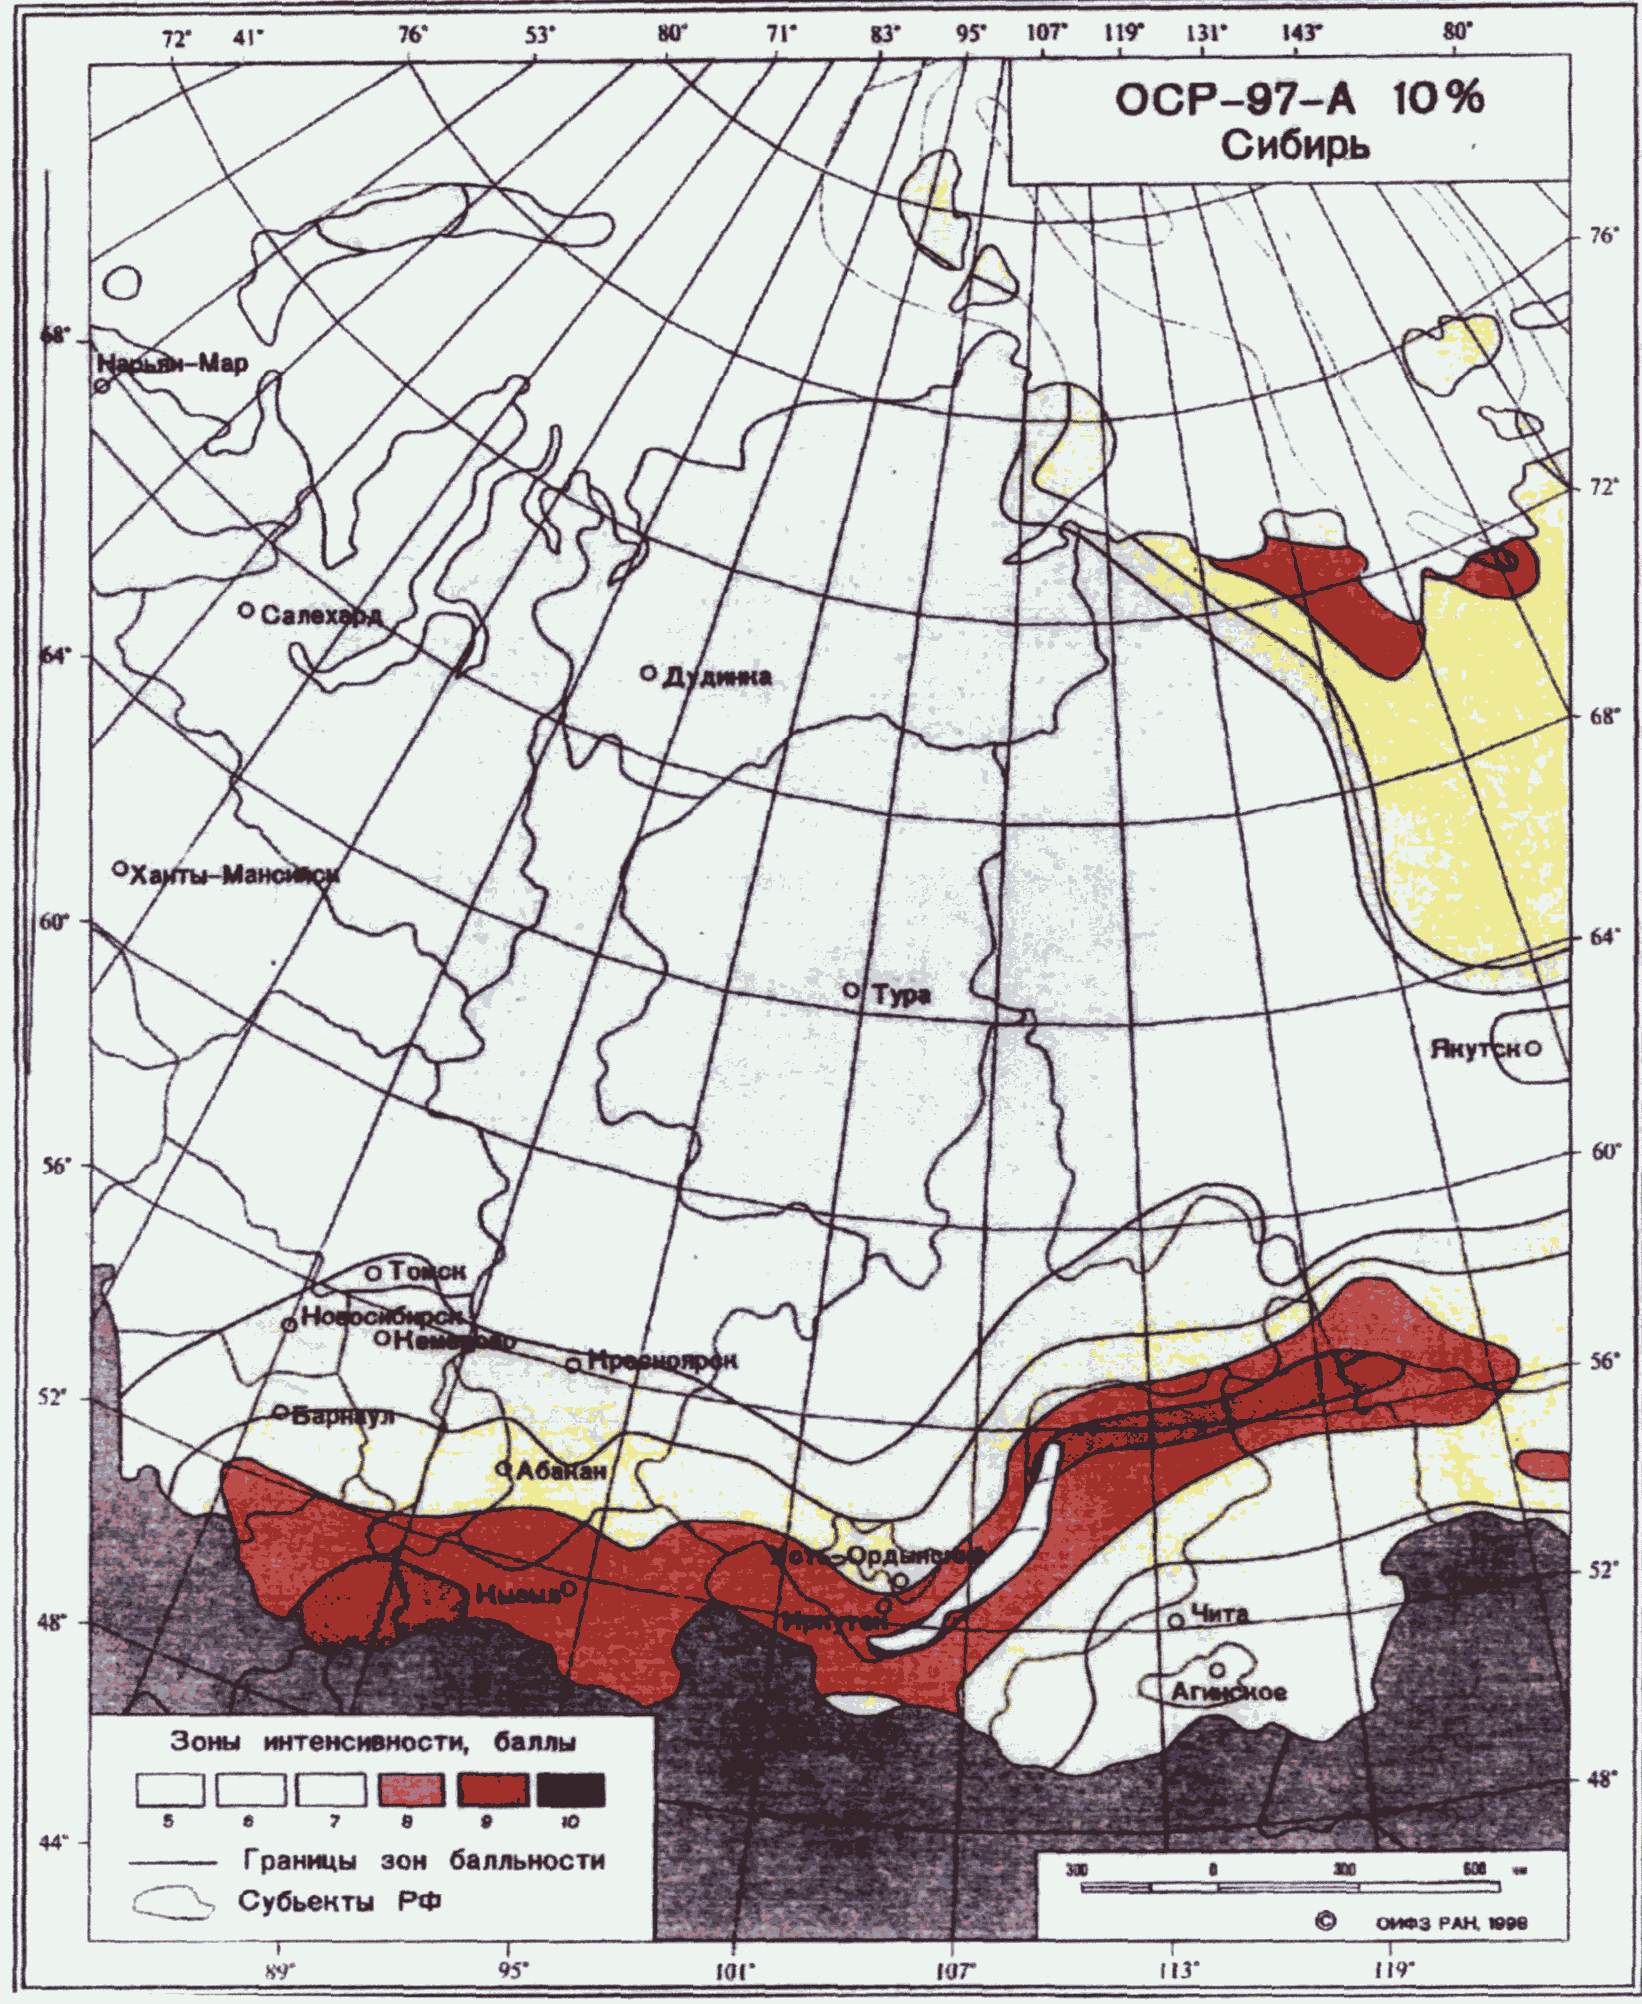 72° 41° 76° 53° 80° 71° 83° 95° 107° 119° 131° 143° 80°
ОСР-97-А 10%
Сибирь
76°
68°
Нарьян-Мар
72°
Салехард
64°
Дудинка
68°
Ханты-Мансийск
60°
64°
Тура
Якутск
56°
60°
Томск
Новосибирск
Кемерово
Красноярск
56°
52°
Барнаул
Абакан
Усть-Ордынский
52°
Кызыл
Иркутск
Чита
48°
Агинское
Зоны интенсивности, баллы
5 6 7 8 9 10
48°
44°
Границы зон балльности
Субьекты РФ
300 0 300 600 км
© ОИФЗ РАН, 1998
89° 95° 101° 107° 113° 119°